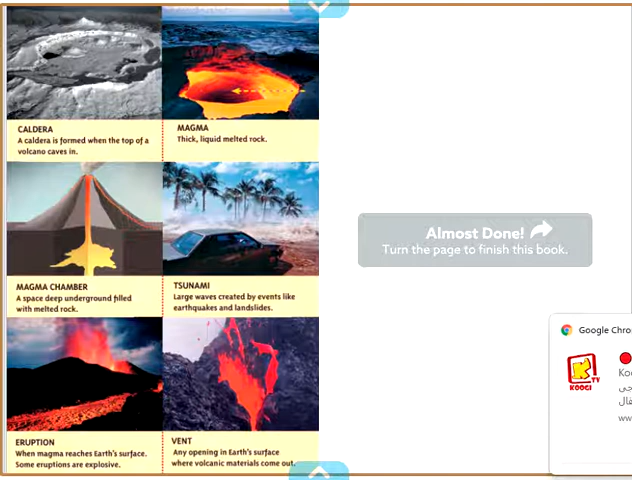 CALDERA
A caldera is formed when the top of a
volcano caves in.
MAGMA
Thick, liquid melted rock.
MAGMA CHAMBER
A space deep underground filled
with melted rock.
TSUNAMI
Large waves created by events like
earthquakes and landslides.
ERUPTION
When magma reaches Earth's surface.
Some eruptions are explosive.
VENT
Any opening in Earth's surface
where volcanic materials come out.
Almost Done!
Turn the page to finish this book.
Google Chro
K TV
KOOGI
Koo
ww